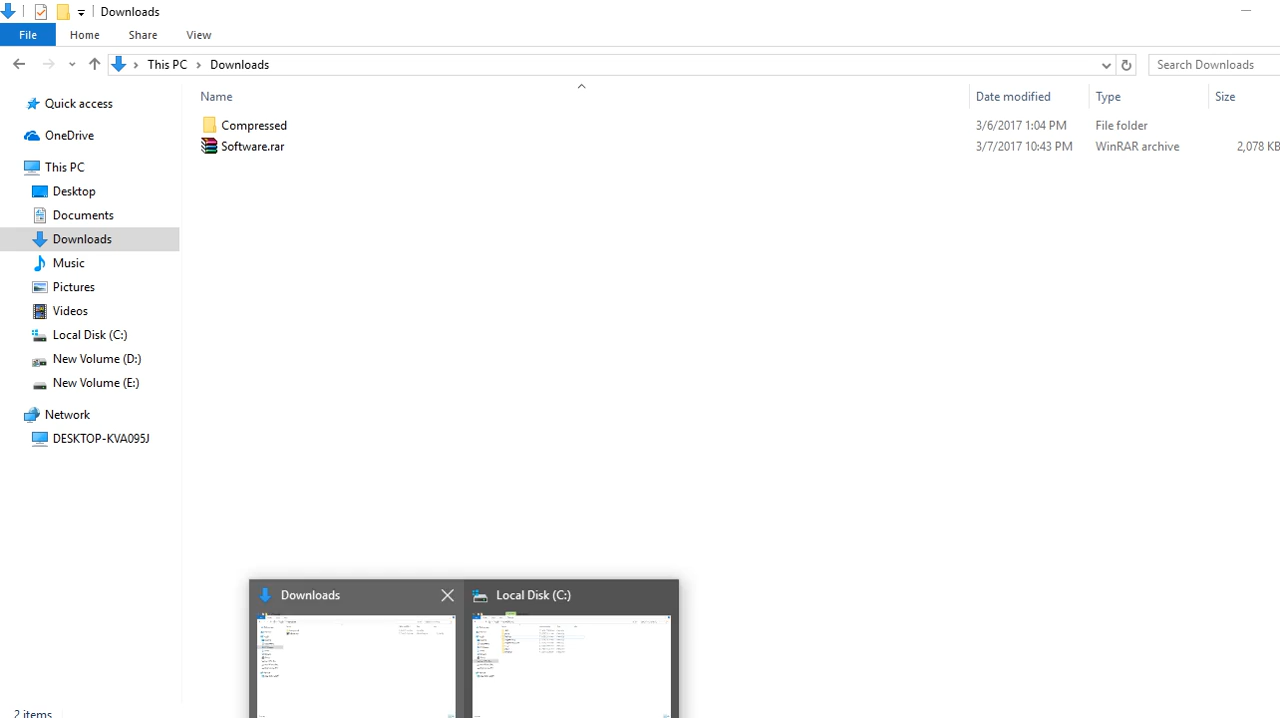 Downloads
File Home Share View
This PC Downloads Search Downloads
Name Date modified Type Size
Quick access
OneDrive
This PC
Desktop
Documents
Downloads
Music
Pictures
Videos
Local Disk (C:)
New Volume (D:)
New Volume (E:)
Network
DESKTOP-KVA095J
Compressed 3/6/2017 1:04 PM File folder
Software.rar 3/7/2017 10:43 PM WinRAR archive 2,078 KB
Downloads Local Disk (C:)
2 items